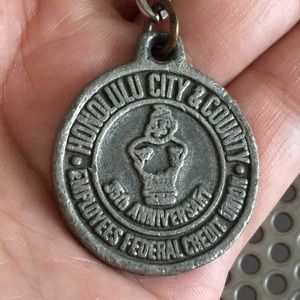 HONOLULU CITY & COUNTY
EMPLOYEES FEDERAL CREDIT UNION
35TH ANNIVERSARY